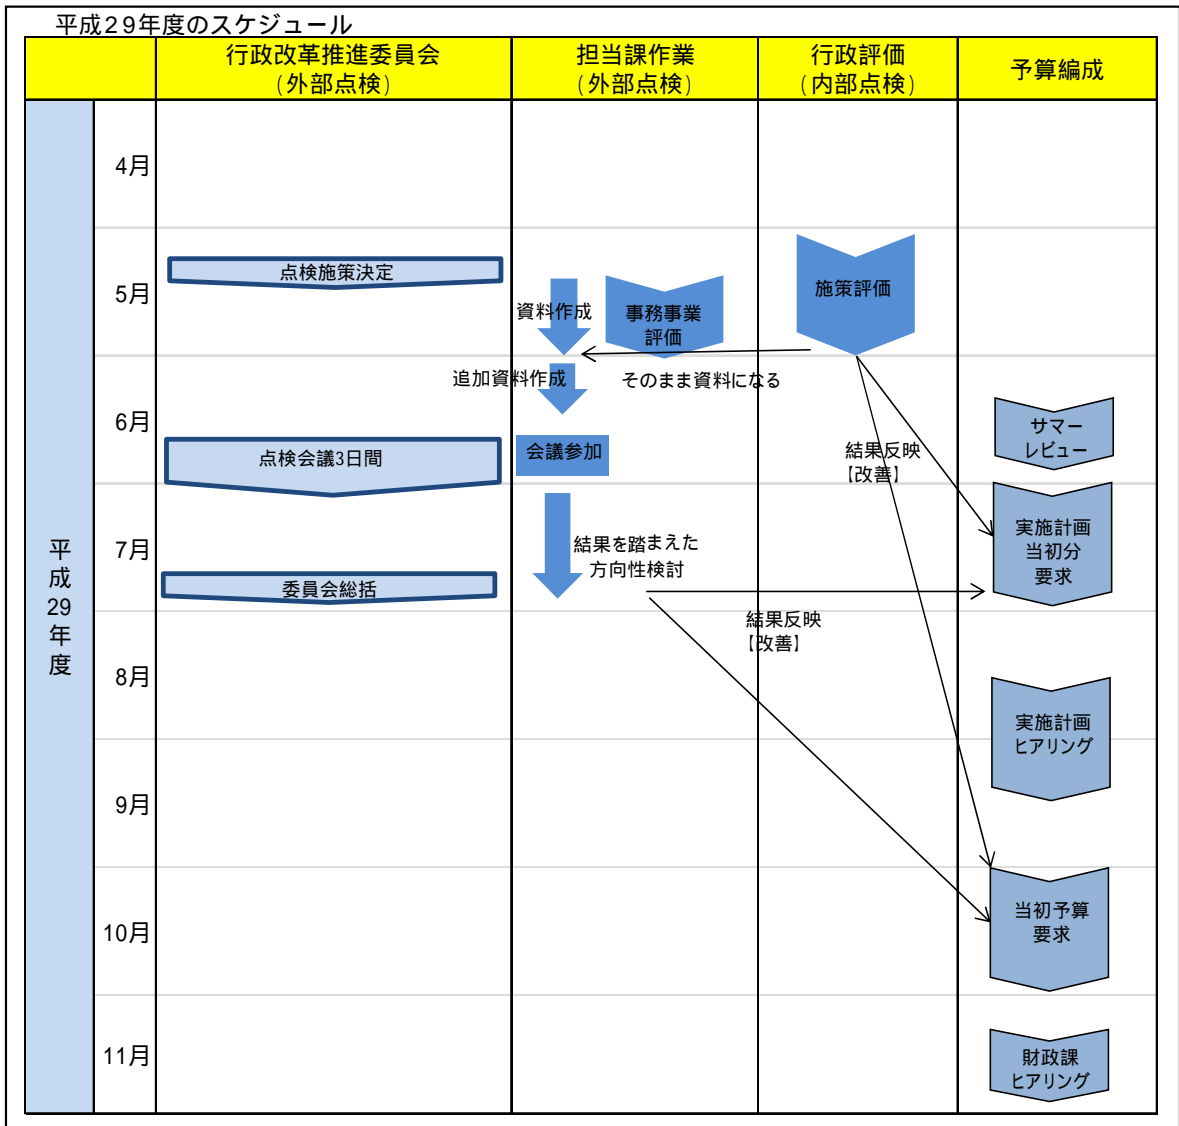 平成29年度のスケジュール
行政改革推進委員会
(外部点検)
担当課作業
(外部点検)
行政評価
(内部点検)
予算編成
平成29年度
4月
5月
点検施策決定
資料作成
事務事業
評価
施策評価
追加資料作成
そのまま資料になる
6月
点検会議3日間
会議参加
結果反映
【改善】
サマー
レビュー
7月
結果を踏まえた
方向性検討
実施計画
当初分
要求
委員会総括
結果反映
【改善】
8月
実施計画
ヒアリング
9月
10月
当初予算
要求
11月
財政課
ヒアリング